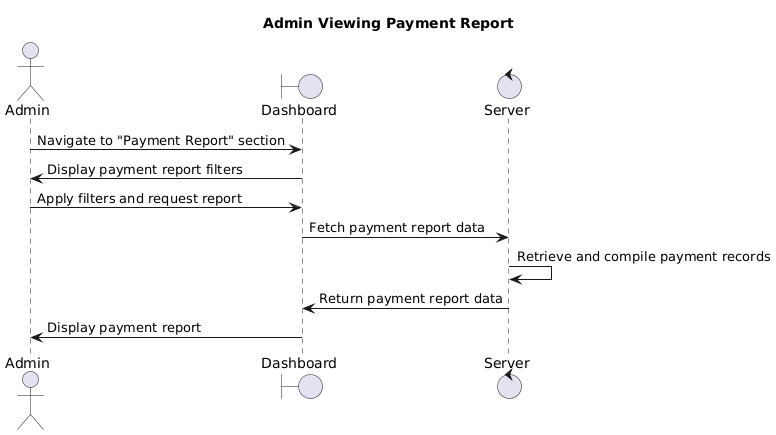 Admin Viewing Payment Report
Admin
Dashboard
Server
Navigate to "Payment Report" section
Display payment report filters
Apply filters and request report
Fetch payment report data
Retrieve and compile payment records
Return payment report data
Display payment report
Admin
Dashboard
Server